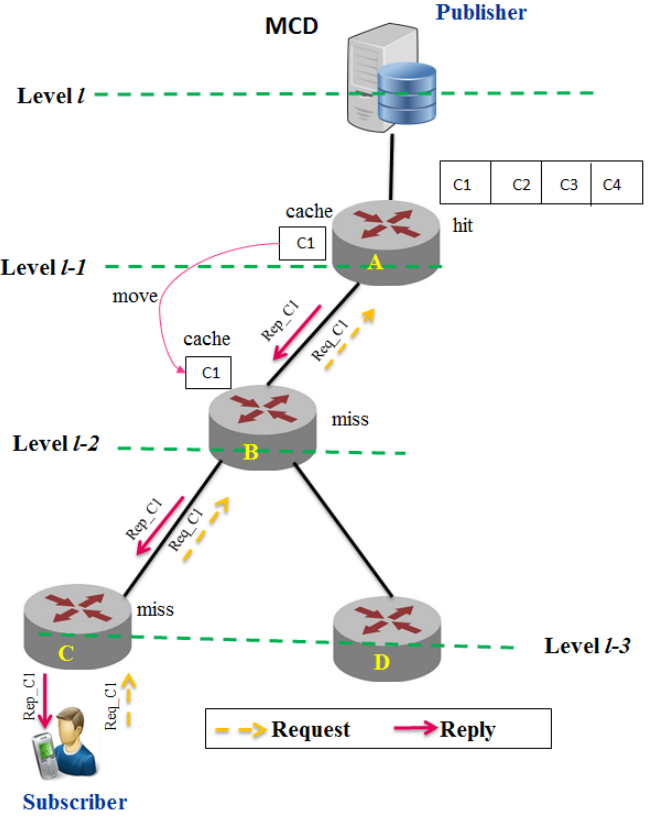 Publisher
MCD
Level l
C1 C2 C3 C4
cache
hit
C1
A
Level l-1
move
Rep_C1
Req_C1
cache
C1
miss
Level l-2
B
Rep_C1
Req_C1
miss
C
D
Level l-3
Rep_C1
Req_C1
Request
Reply
Subscriber